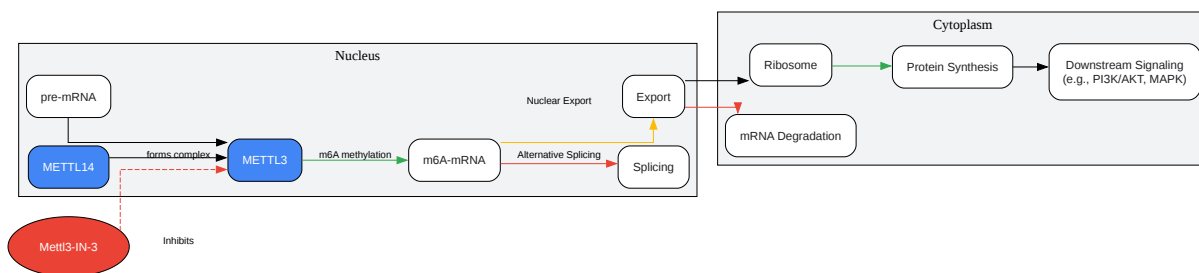 Nucleus
Cytoplasm
pre-mRNA
METTL14
forms complex
METTL3
m6A methylation
m6A-mRNA
Nuclear Export
Alternative Splicing
Export
Splicing
Ribosome
mRNA Degradation
Protein Synthesis
Downstream Signaling
(e.g., PI3K/AKT, MAPK)
Mettl3-IN-3
Inhibits